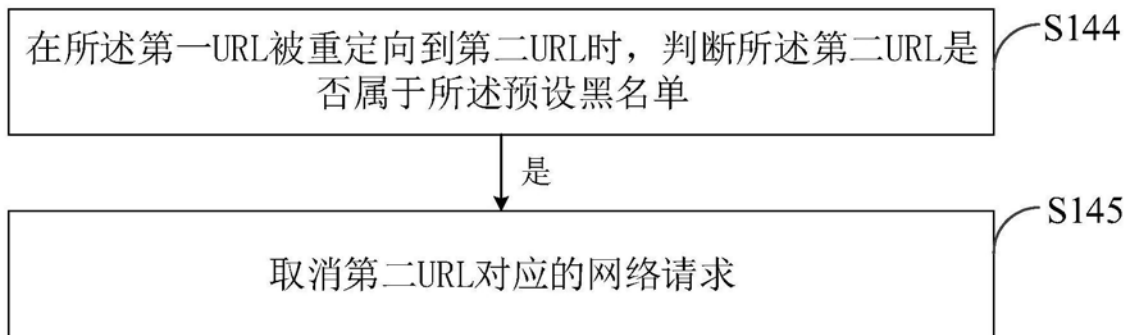 在所述第一URL被重定向到第二URL时，判断所述第二URL是
否属于所述预设黑名单
S144
是
取消第二URL对应的网络请求
S145